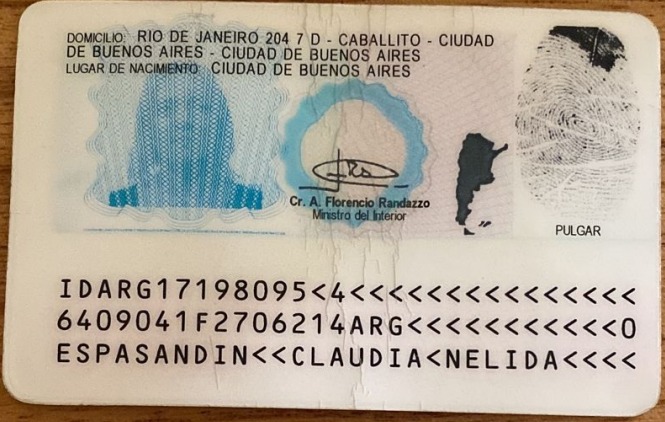 DOMICILIO: RIO DE JANEIRO 204 7 D - CABALLITO - CIUDAD
DE BUENOS AIRES - CIUDAD DE BUENOS AIRES
LUGAR DE NACIMIENTO: CIUDAD DE BUENOS AIRES
Cr. A. Florencio Randazzo
Ministro del Interior
PULGAR
IDARG17198095<4<<<<<<<<<<<<<<<
6409041F2706214ARG<<<<<<<<<<<0
ESPASANDIN<<CLAUDIA<NELIDA<<<<